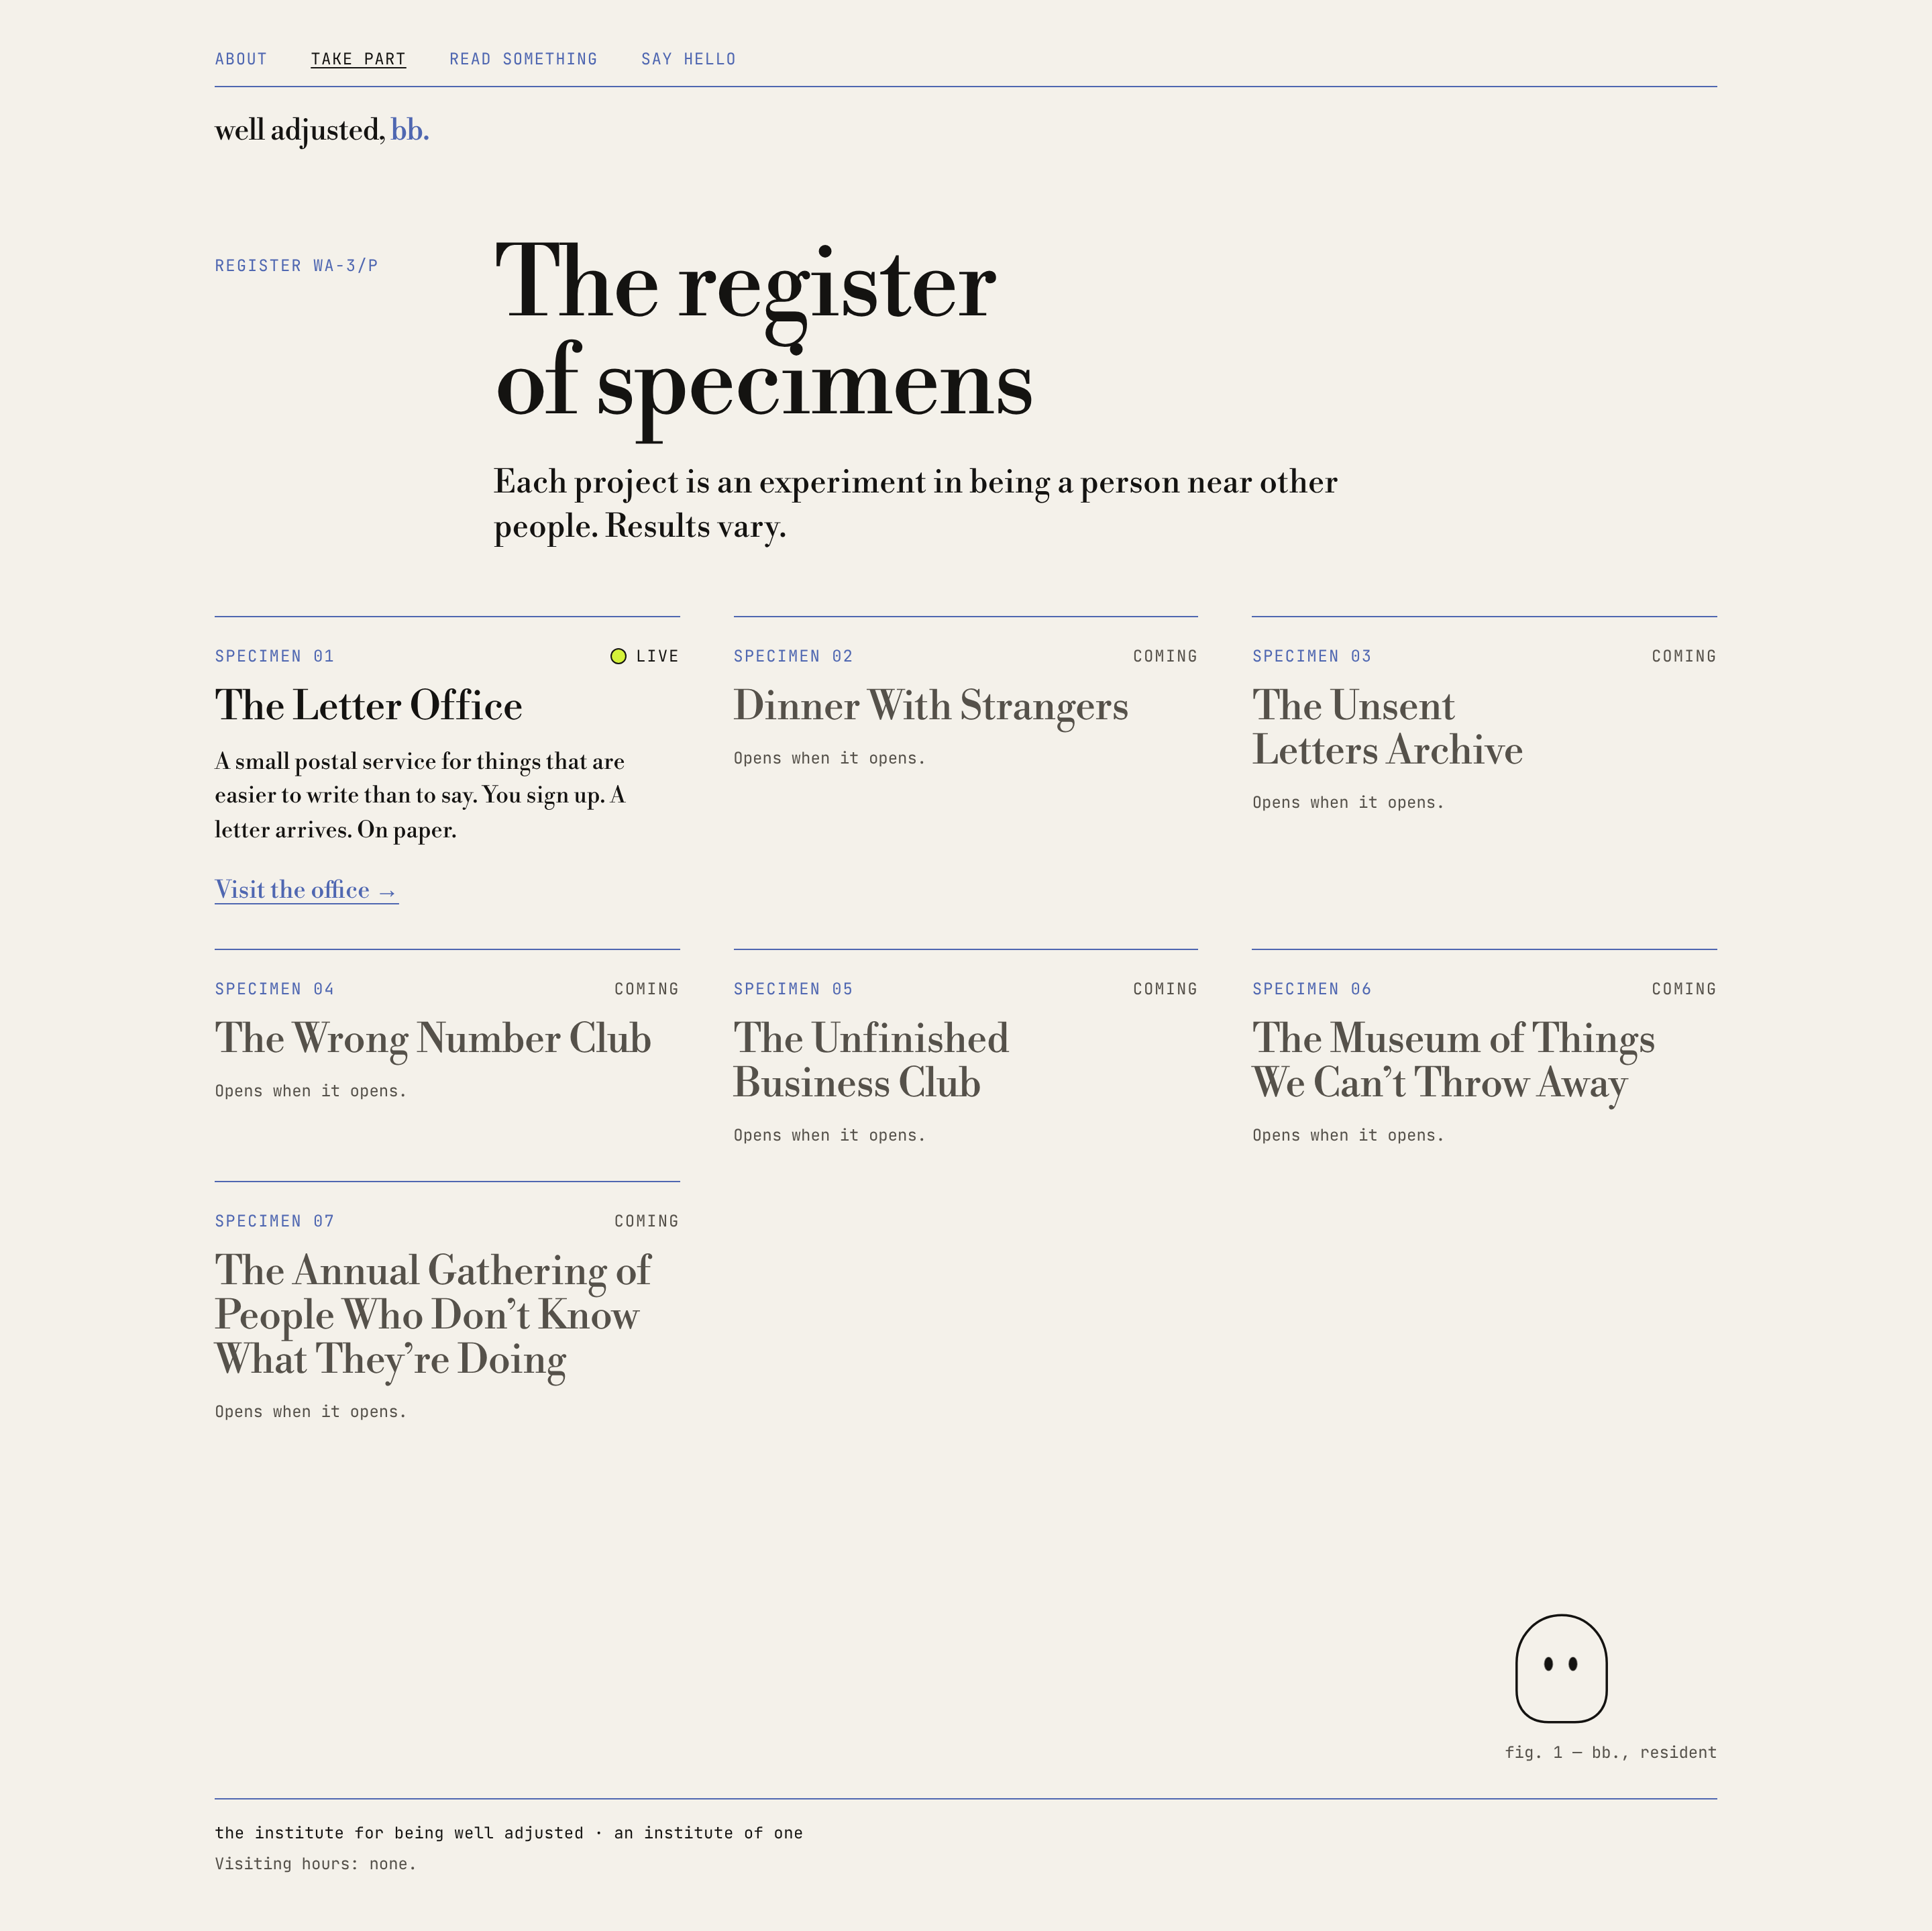 ABOUT TAKE PART READ SOMETHING SAY HELLO
well adjusted, bb.
REGISTER WA-3/P
The register
of specimens
Each project is an experiment in being a person near other
people. Results vary.
SPECIMEN 01 LIVE
The Letter Office
A small postal service for things that are
easier to write than to say. You sign up. A
letter arrives. On paper.
Visit the office →
SPECIMEN 02 COMING
Dinner With Strangers
Opens when it opens.
SPECIMEN 03 COMING
The Unsent
Letters Archive
Opens when it opens.
SPECIMEN 04 COMING
The Wrong Number Club
Opens when it opens.
SPECIMEN 05 COMING
The Unfinished
Business Club
Opens when it opens.
SPECIMEN 06 COMING
The Museum of Things
We Can’t Throw Away
Opens when it opens.
SPECIMEN 07 COMING
The Annual Gathering of
People Who Don’t Know
What They’re Doing
Opens when it opens.
fig. 1 — bb., resident
the institute for being well adjusted · an institute of one
Visiting hours: none.